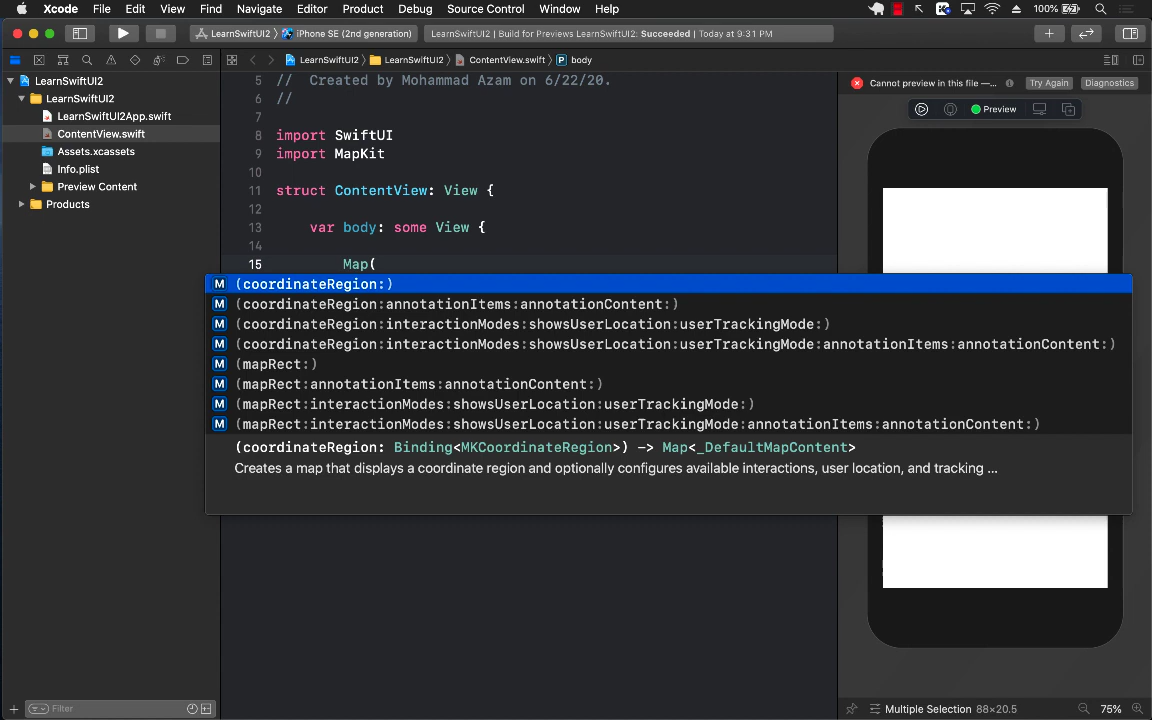 Xcode File Edit View Find Navigate Editor Product Debug Source Control Window Help 100%
LearnSwiftUI2 iPhone SE (2nd generation) LearnSwiftUI2 | Build for Previews LearnSwiftUI2: Succeeded | Today at 9:31 PM
LearnSwiftUI2 LearnSwiftUI2 ContentView.swift P body
LearnSwiftUI2
LearnSwiftUI2
LearnSwiftUI2App.swift
ContentView.swift
Assets.xcassets
Info.plist
Preview Content
Products
5 // Created by Mohammad Azam on 6/22/20.
6 //
7
8 import SwiftUI
9 import MapKit
10
11 struct ContentView: View {
12
13 var body: some View {
14
15 Map(
M (coordinateRegion:)
M (coordinateRegion:annotationItems:annotationContent:)
M (coordinateRegion:interactionModes:showsUserLocation:userTrackingMode:)
M (coordinateRegion:interactionModes:showsUserLocation:userTrackingMode:annotationItems:annotationContent:)
M (mapRect:)
M (mapRect:annotationItems:annotationContent:)
M (mapRect:interactionModes:showsUserLocation:userTrackingMode:)
M (mapRect:interactionModes:showsUserLocation:userTrackingMode:annotationItems:annotationContent:)
(coordinateRegion: Binding<MKCoordinateRegion>) -> Map<_DefaultMapContent>
Creates a map that displays a coordinate region and optionally configures available interactions, user location, and tracking ...
Cannot preview in this file —... Try Again Diagnostics
Preview
Filter
Multiple Selection 88×20.5 75%